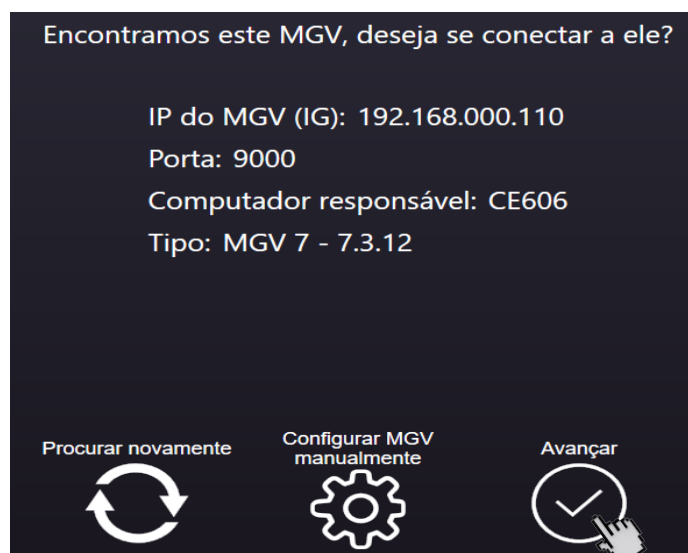 Encontramos este MGV, deseja se conectar a ele?
IP do MGV (IG): 192.168.000.110
Porta: 9000
Computador responsável: CE606
Tipo: MGV 7 - 7.3.12
Procurar novamente
Configurar MGV
manualmente
Avançar